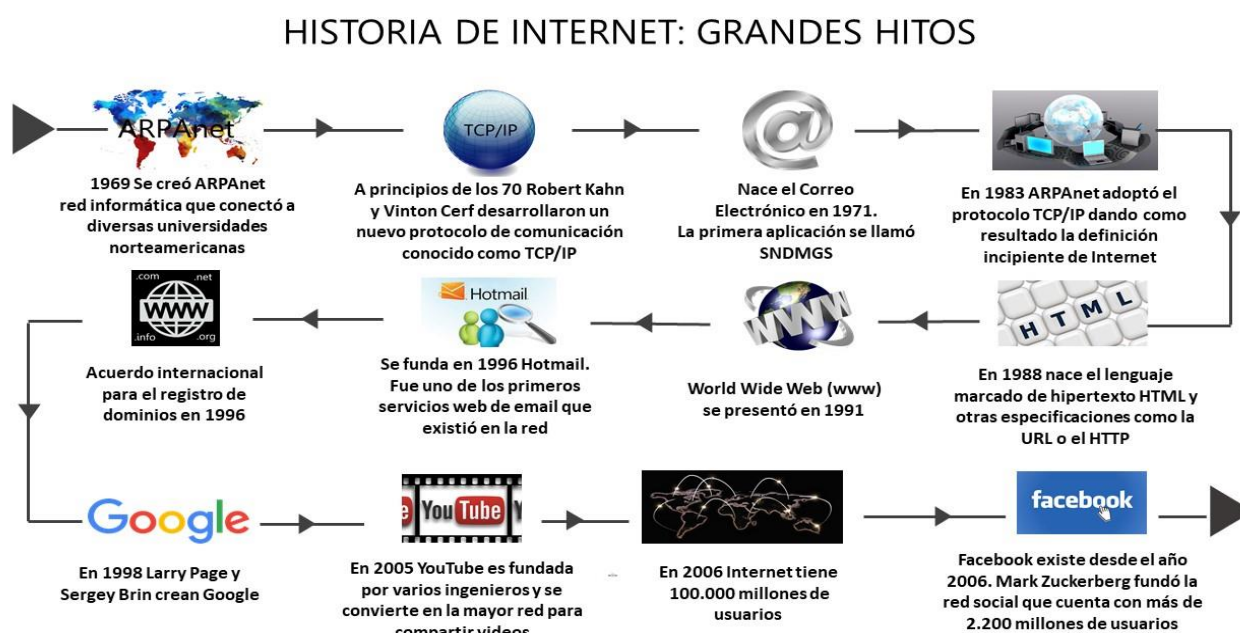 HISTORIA DE INTERNET: GRANDES HITOS
ARPAnet
1969 Se creó ARPAnet
red informática que conectó a
diversas universidades
norteamericanas
TCP/IP
A principios de los 70 Robert Kahn
y Vinton Cerf desarrollaron un
nuevo protocolo de comunicación
conocido como TCP/IP
@
Nace el Correo
Electrónico en 1971.
La primera aplicación se llamó
SNDMGS
En 1983 ARPAnet adoptó el
protocolo TCP/IP dando como
resultado la definición
incipiente de Internet
HTML
En 1988 nace el lenguaje
marcado de hipertexto HTML y
otras especificaciones como la
URL o el HTTP
WWW
World Wide Web (www)
se presentó en 1991
Hotmail
Se funda en 1996 Hotmail.
Fue uno de los primeros
servicios web de email que
existió en la red
.com .net
WWW
.info .org
Acuerdo internacional
para el registro de
dominios en 1996
Google
En 1998 Larry Page y
Sergey Brin crean Google
e YouTube Y
En 2005 YouTube es fundada
por varios ingenieros y se
convierte en la mayor red para
compartir videos
En 2006 Internet tiene
100.000 millones de
usuarios
facebook
Facebook existe desde el año
2006. Mark Zuckerberg fundó la
red social que cuenta con más de
2.200 millones de usuarios